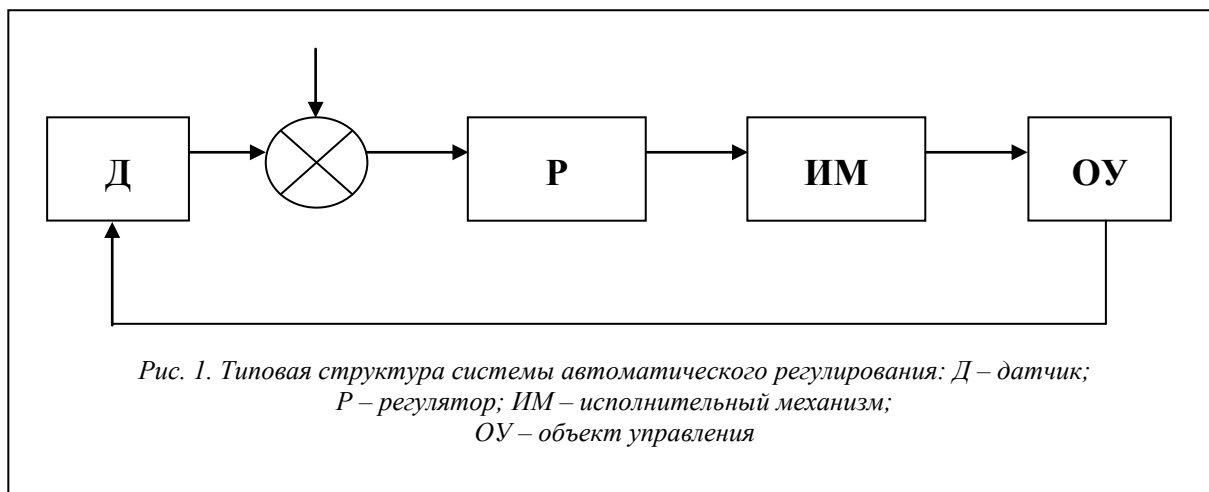 Д
Р
ИМ
ОУ
Рис. 1. Типовая структура системы автоматического регулирования: Д – датчик;
Р – регулятор; ИМ – исполнительный механизм;
ОУ – объект управления